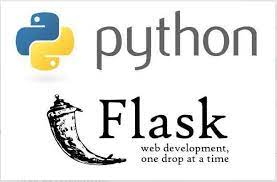 python
Flask
web development,
one drop at a time